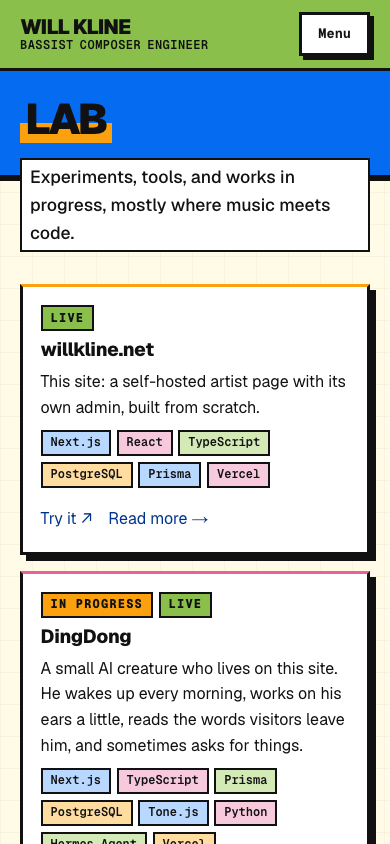 WILL KLINE
BASSIST COMPOSER ENGINEER
Menu
LAB
Experiments, tools, and works in
progress, mostly where music meets
code.
LIVE
willkline.net
This site: a self-hosted artist page with its
own admin, built from scratch.
Next.js React TypeScript
PostgreSQL Prisma Vercel
Try it ↗ Read more →
IN PROGRESS LIVE
DingDong
A small AI creature who lives on this site.
He wakes up every morning, works on his
ears a little, reads the words visitors leave
him, and sometimes asks for things.
Next.js TypeScript Prisma
PostgreSQL Tone.js Python
Hermes Agent Vercel